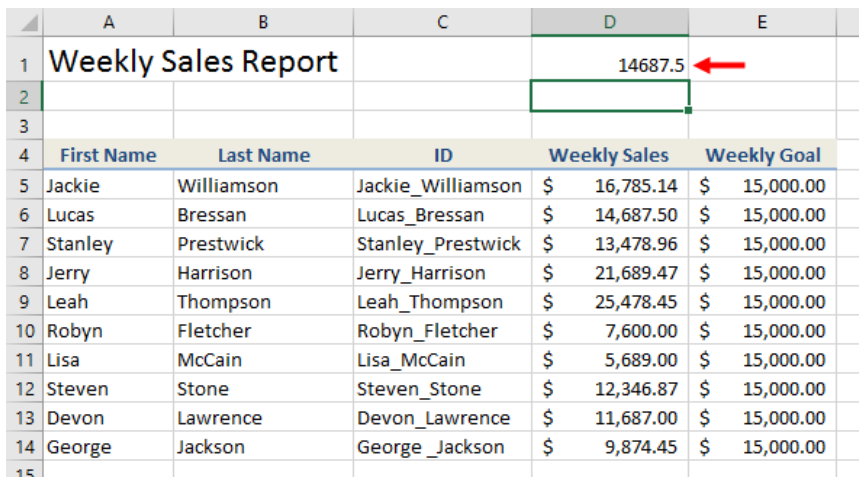 A B C D E
1 Weekly Sales Report 14687.5
2
3
4 First Name Last Name ID Weekly Sales Weekly Goal
5 Jackie Williamson Jackie_Williamson $ 16,785.14 $ 15,000.00
6 Lucas Bressan Lucas_Bressan $ 14,687.50 $ 15,000.00
7 Stanley Prestwick Stanley_Prestwick $ 13,478.96 $ 15,000.00
8 Jerry Harrison Jerry_Harrison $ 21,689.47 $ 15,000.00
9 Leah Thompson Leah_Thompson $ 25,478.45 $ 15,000.00
10 Robyn Fletcher Robyn_Fletcher $ 7,600.00 $ 15,000.00
11 Lisa McCain Lisa_McCain $ 5,689.00 $ 15,000.00
12 Steven Stone Steven_Stone $ 12,346.87 $ 15,000.00
13 Devon Lawrence Devon_Lawrence $ 11,687.00 $ 15,000.00
14 George Jackson George _Jackson $ 9,874.45 $ 15,000.00
15